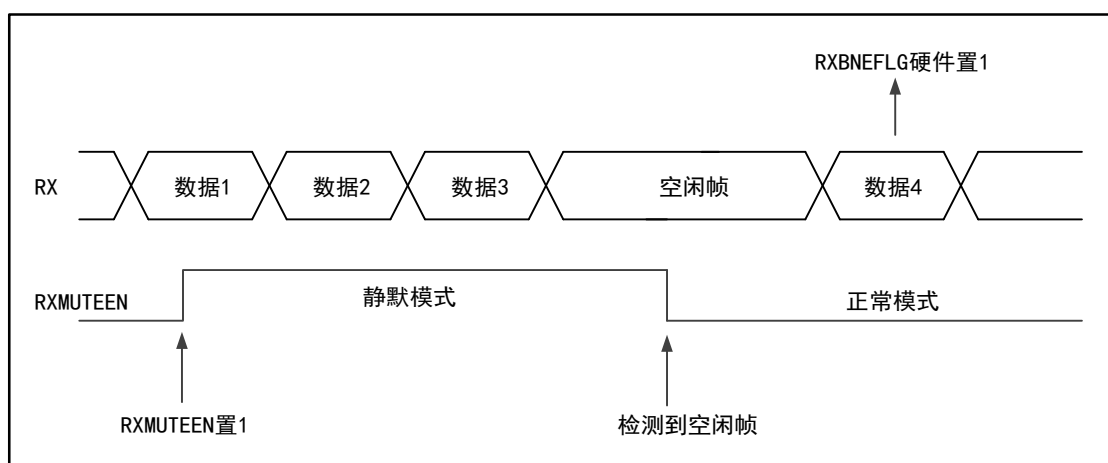 RXBNEFLG硬件置1
RX
数据1
数据2
数据3
空闲帧
数据4
RXMUTEEN
静默模式
正常模式
RXMUTEEN置1
检测到空闲帧